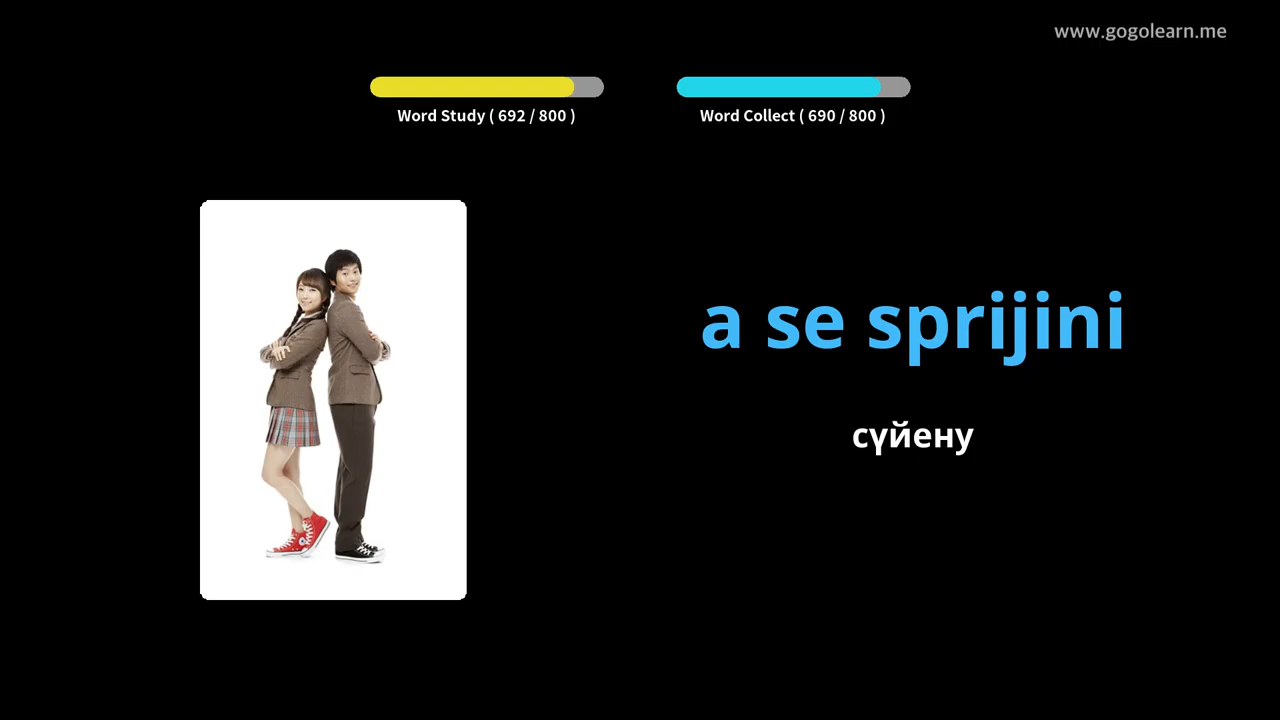 www.gogolearn.me
Word Study ( 692 / 800 )
Word Collect ( 690 / 800 )
a se sprijini
сүйену